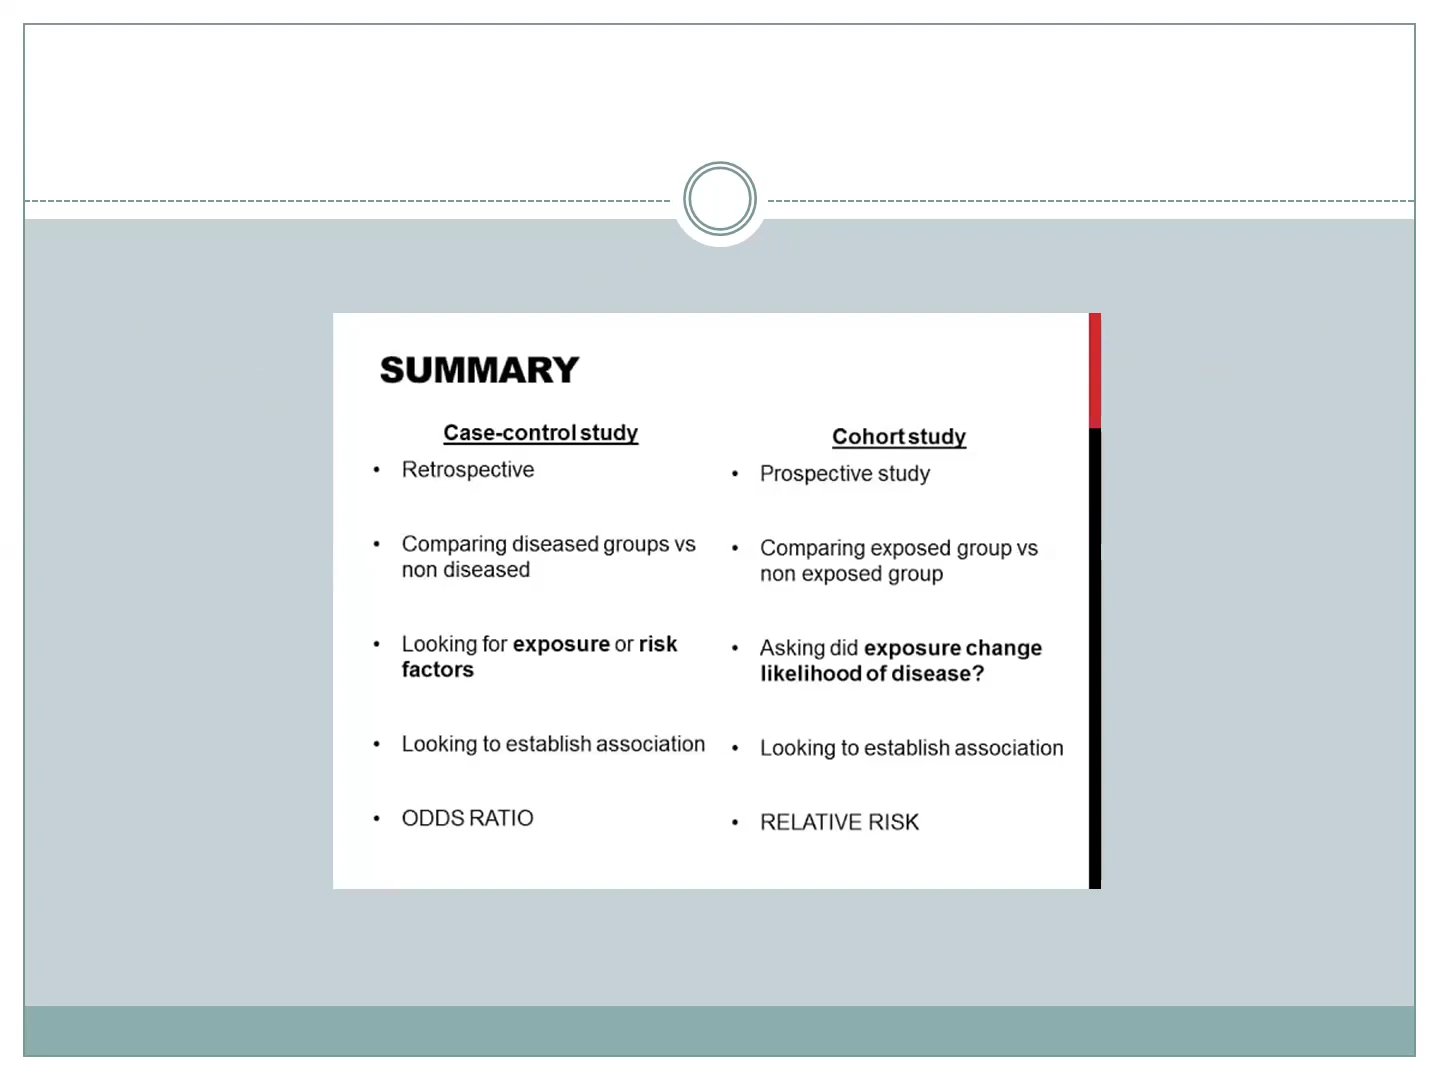 SUMMARY
Case-control study
• Retrospective
• Comparing diseased groups vs
non diseased
• Looking for exposure or risk
factors
• Looking to establish association
• ODDS RATIO
Cohort study
• Prospective study
• Comparing exposed group vs
non exposed group
• Asking did exposure change
likelihood of disease?
• Looking to establish association
• RELATIVE RISK